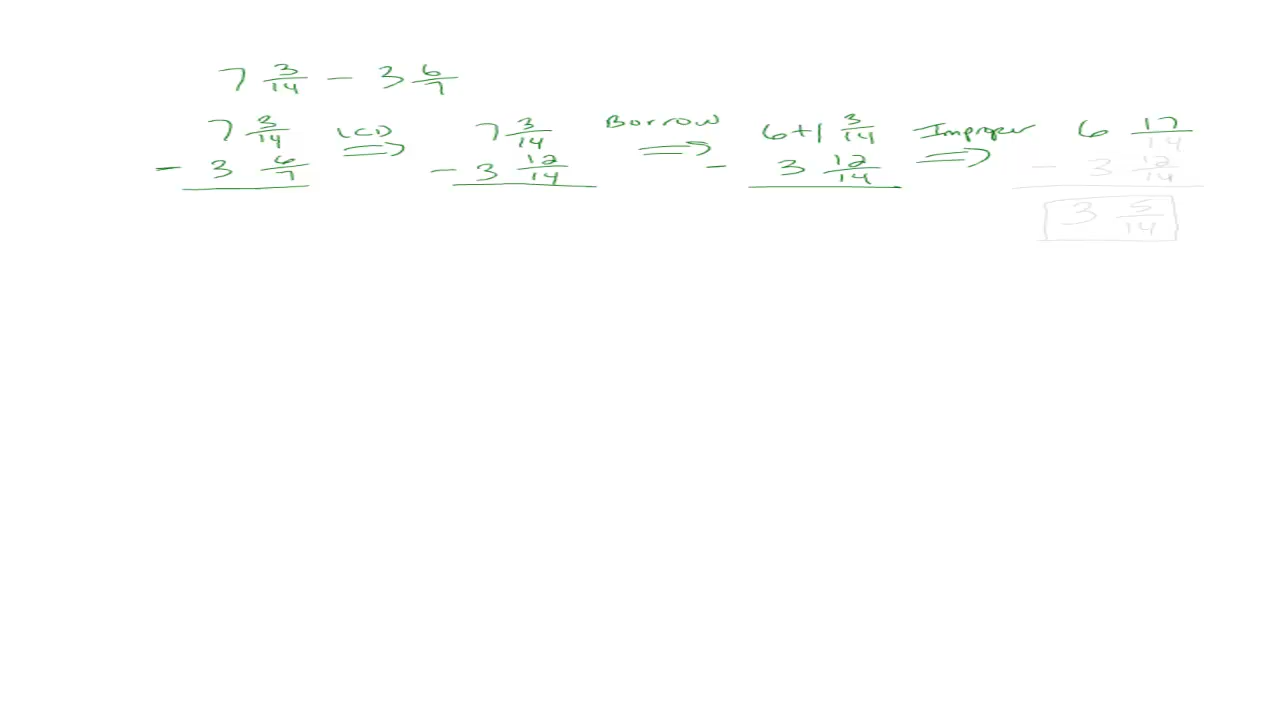 7 3/14 − 3 6/7
7 3/14 LCD 7 3/14 Borrow 6+1 3/14 Improper 6 17/14
− 3 6/7 ⇒ − 3 12/14 ⇒ − 3 12/14 ⇒ − 3 12/14
3 5/14